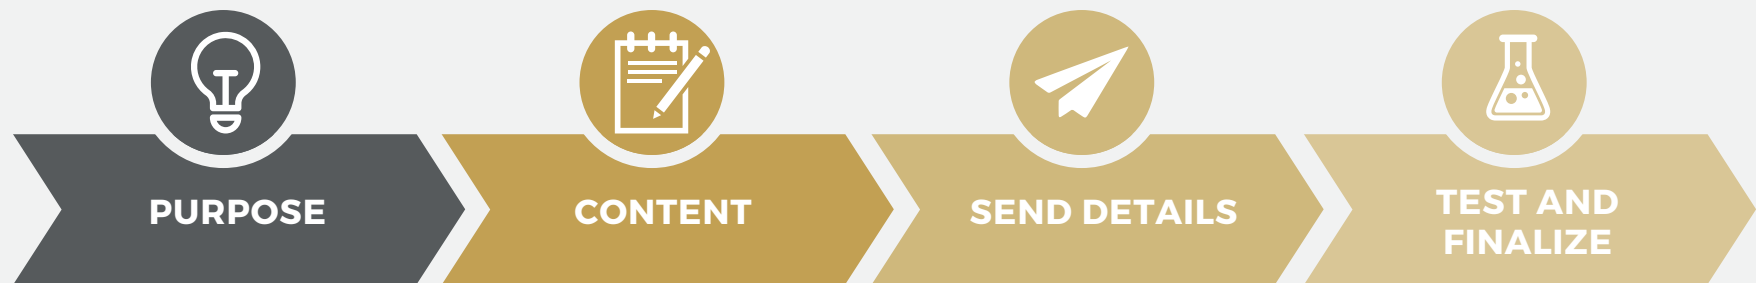 PURPOSE
CONTENT
SEND DETAILS
TEST AND
FINALIZE